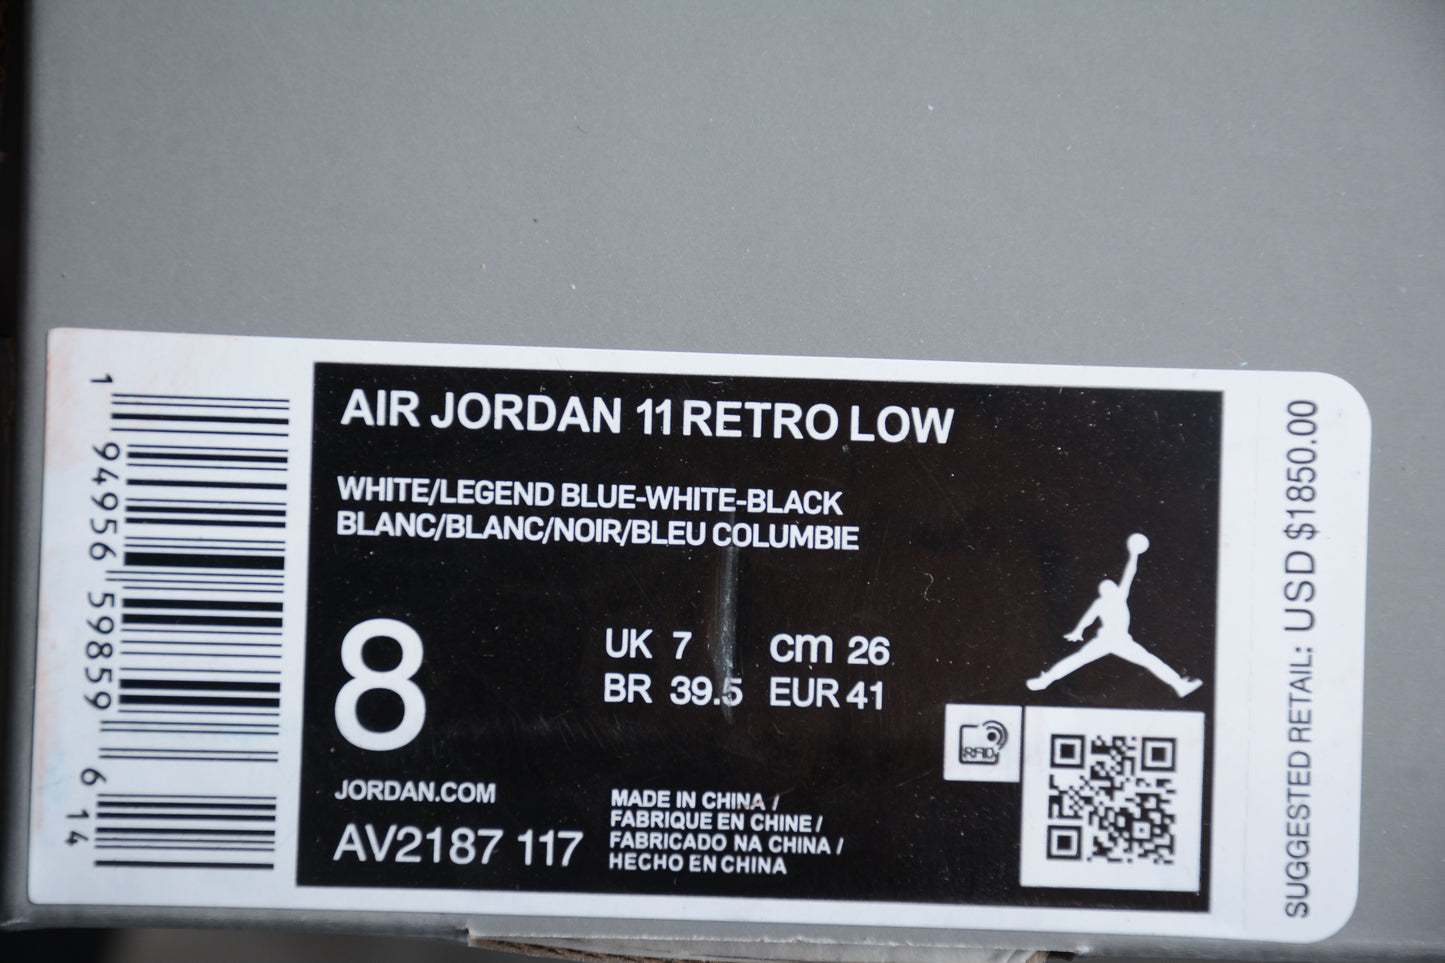 AIR JORDAN 11 RETRO LOW
WHITE/LEGEND BLUE-WHITE-BLACK
BLANC/BLANC/NOIR/BLEU COLUMBIE
8
UK 7 cm 26
BR 39.5 EUR 41
JORDAN.COM
AV2187 117
MADE IN CHINA /
FABRIQUE EN CHINE /
FABRICADO NA CHINA /
HECHO EN CHINA
RFID
1 94956 59859 6 14
SUGGESTED RETAIL: USD $1850.00